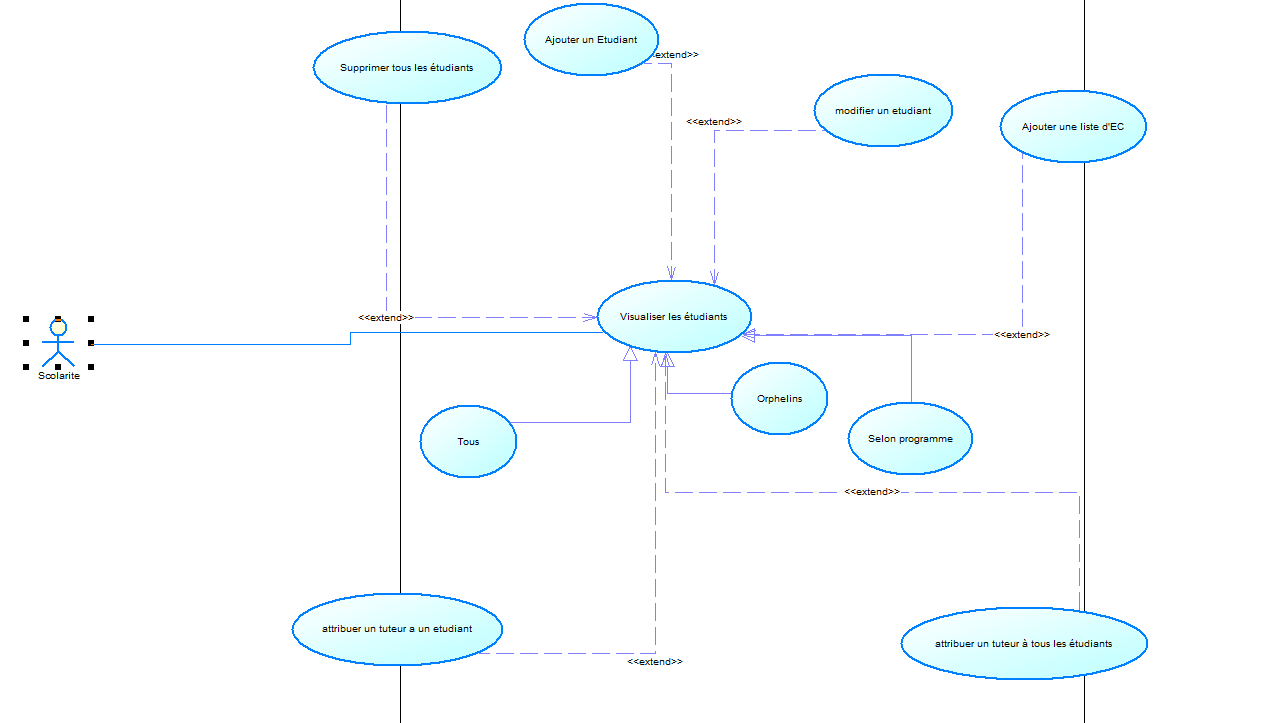 Ajouter un Etudiant
<<extend>>
Supprimer tous les étudiants
modifier un etudiant
<<extend>>
Ajouter une liste d'EC
<<extend>>
Visualiser les étudiants
<<extend>>
Scolarite
Orphelins
Tous
Selon programme
<<extend>>
attribuer un tuteur a un etudiant
attribuer un tuteur à tous les étudiants
<<extend>>